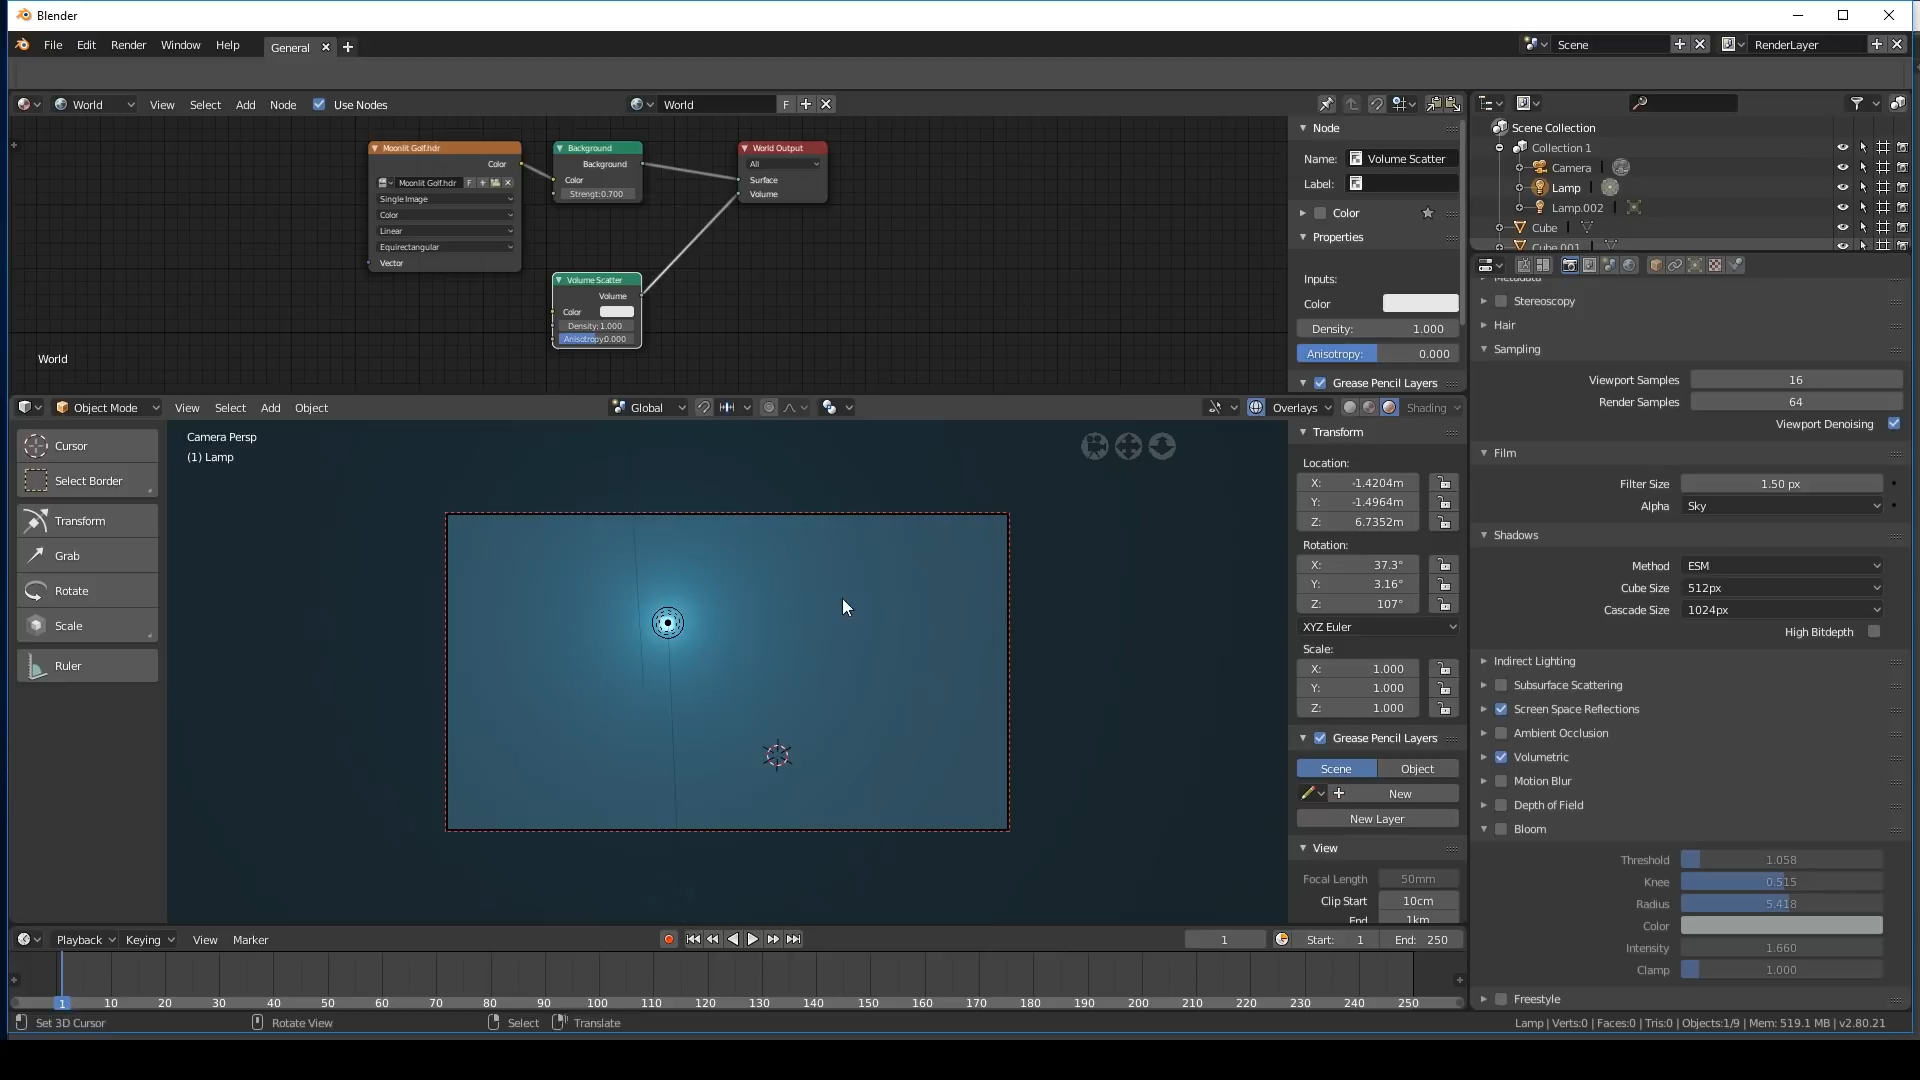 Blender
File Edit Render Window Help General Scene RenderLayer
World View Select Add Node Use Nodes World F
Moonlit Golf.hdr
Color
Moonlit Golf.hdr F
Single Image
Color
Linear
Equirectangular
Vector
Background
Background
Color
Strengt:0.700
World Output
All
Surface
Volume
Volume Scatter
Volume
Color
Density: 1.000
Anisotropy:0.000
World
Node
Name: Volume Scatter
Label:
Color
Properties
Inputs:
Color
Density: 1.000
Anisotropy: 0.000
Grease Pencil Layers
Scene Collection
Collection 1
Camera
Lamp
Lamp.002
Cube
Cube.001
Object Mode View Select Add Object Global Overlays Shading
Cursor
Select Border
Transform
Grab
Rotate
Scale
Ruler
Camera Persp
(1) Lamp
Transform
Location:
X: -1.4204m
Y: -1.4964m
Z: 6.7352m
Rotation:
X: 37.3°
Y: 3.16°
Z: 107°
XYZ Euler
Scale:
X: 1.000
Y: 1.000
Z: 1.000
Grease Pencil Layers
Scene Object
New
New Layer
View
Focal Length 50mm
Clip Start 10cm
End 1km
Metadata
Stereoscopy
Hair
Sampling
Viewport Samples 16
Render Samples 64
Viewport Denoising
Film
Filter Size 1.50 px
Alpha Sky
Shadows
Method ESM
Cube Size 512px
Cascade Size 1024px
High Bitdepth
Indirect Lighting
Subsurface Scattering
Screen Space Reflections
Ambient Occlusion
Volumetric
Motion Blur
Depth of Field
Bloom
Threshold 1.058
Knee 0.515
Radius 5.418
Color
Intensity 1.660
Clamp 1.000
Freestyle
Playback Keying View Marker 1 Start: 1 End: 250
1 10 20 30 40 50 60 70 80 90 100 110 120 130 140 150 160 170 180 190 200 210 220 230 240 250
Set 3D Cursor Rotate View Select Translate Lamp | Verts:0 | Faces:0 | Tris:0 | Objects:1/9 | Mem: 519.1 MB | v2.80.21